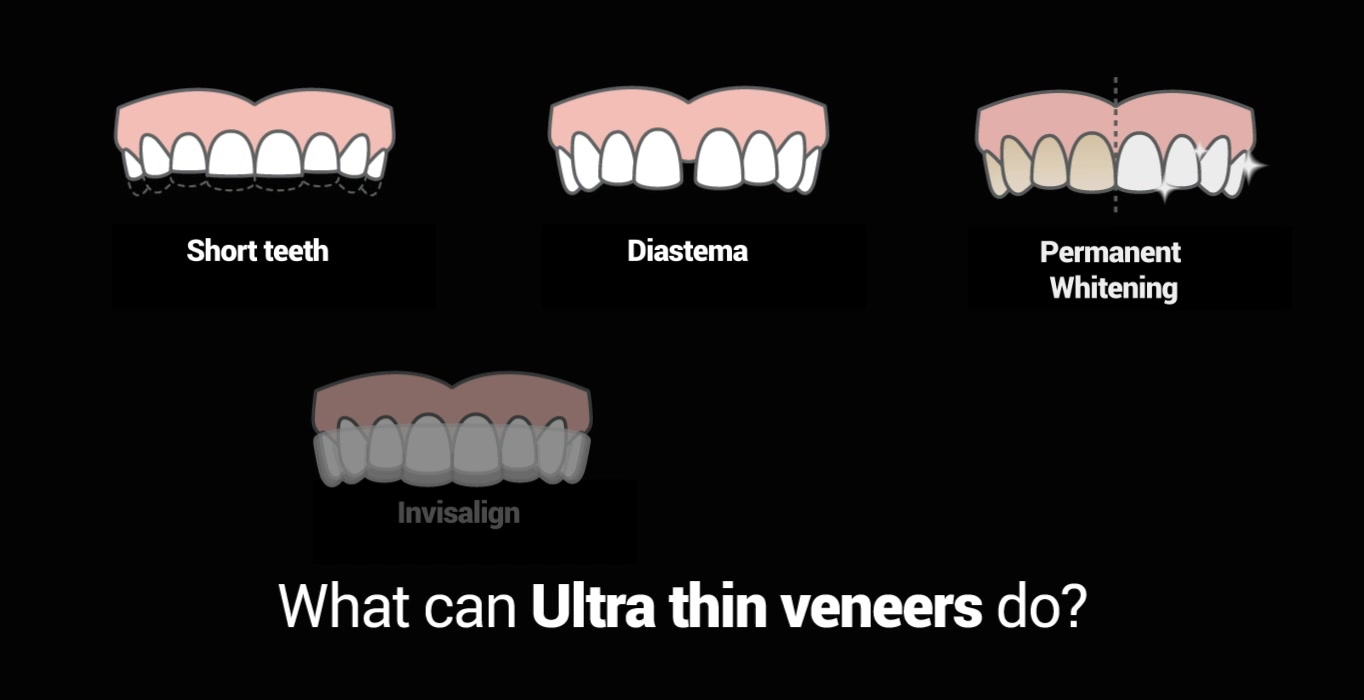 Short teeth
Diastema
Permanent
Whitening
Invisalign
What can Ultra thin veneers do?